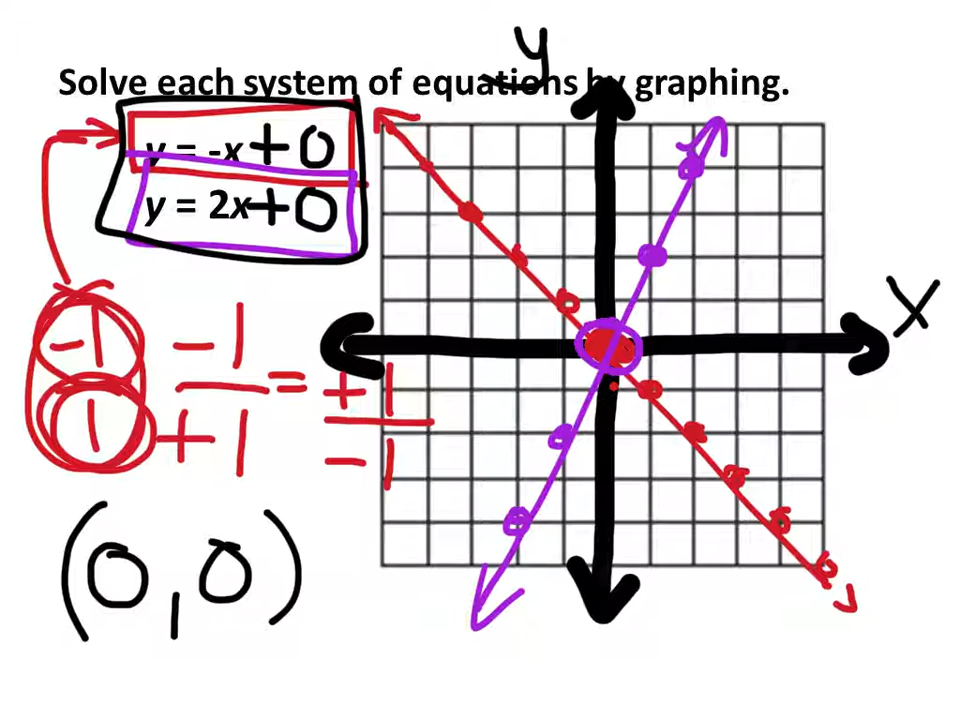 y
Solve each system of equations by graphing.
y = -x + 0
y = 2x + 0
X
-1 -1 = +1
1 +1 -1
(0,0)